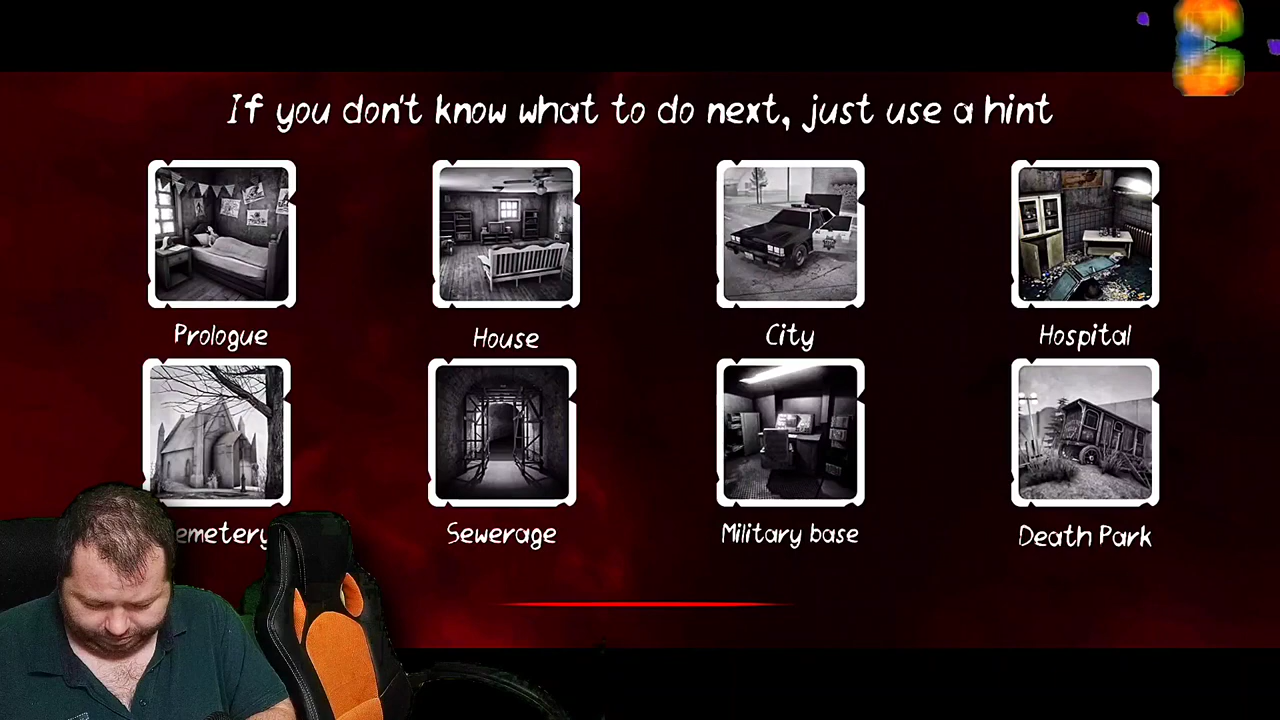 If you don't know what to do next, just use a hint
Prologue
House
City
Hospital
emetery
Sewerage
Military base
Death Park